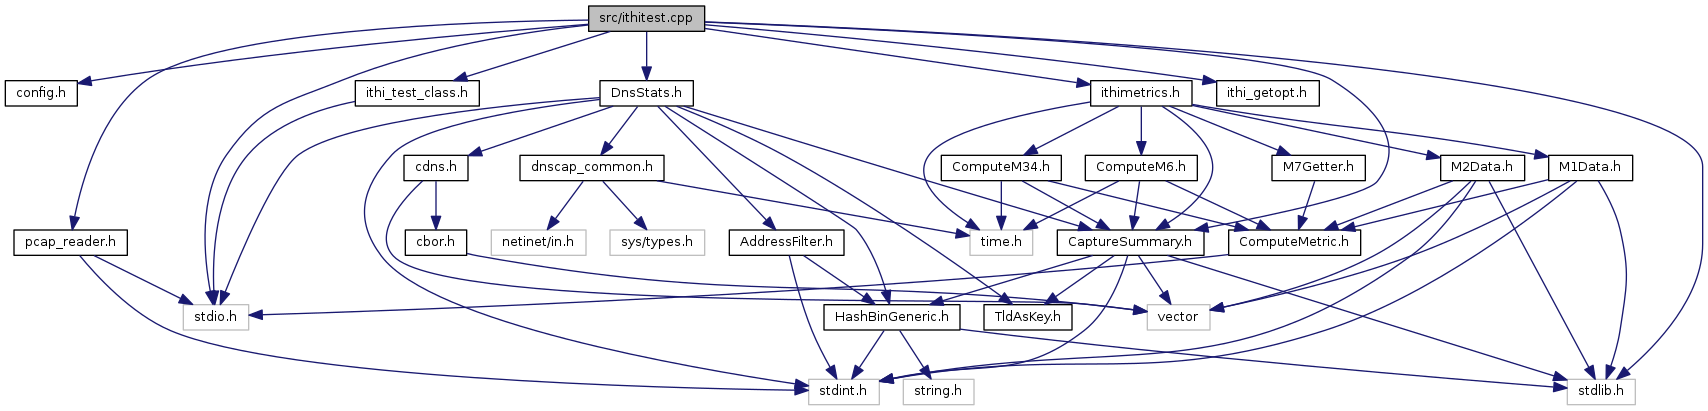 src/ithitest.cpp
config.h
ithi_test_class.h
DnsStats.h
ithimetrics.h
ithi_getopt.h
cdns.h
dnscap_common.h
ComputeM34.h
ComputeM6.h
M7Getter.h
M2Data.h
M1Data.h
pcap_reader.h
cbor.h
netinet/in.h
sys/types.h
AddressFilter.h
time.h
CaptureSummary.h
ComputeMetric.h
stdio.h
HashBinGeneric.h
TldAsKey.h
vector
stdint.h
string.h
stdlib.h